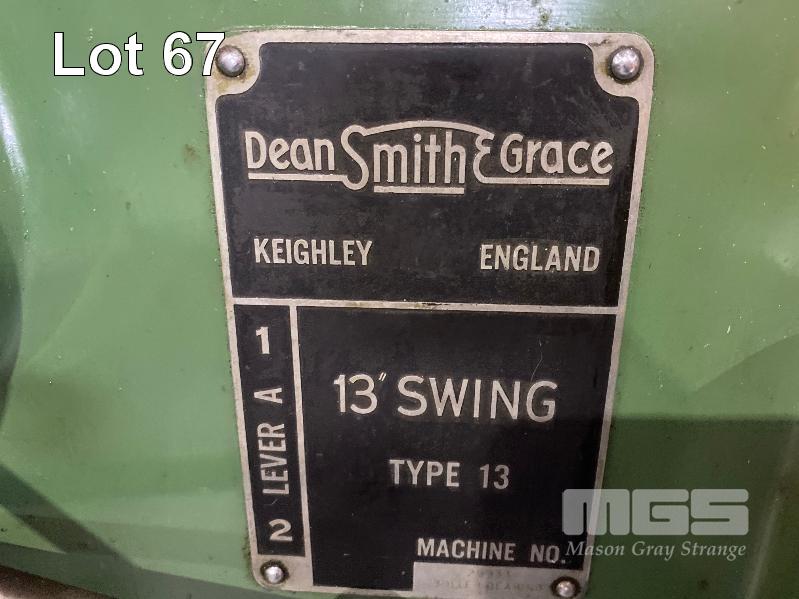 Lot 67
Dean Smith & Grace
KEIGHLEY ENGLAND
1
LEVER A
2
13" SWING
TYPE 13
MACHINE NO.
MGS
Mason Gray Strange